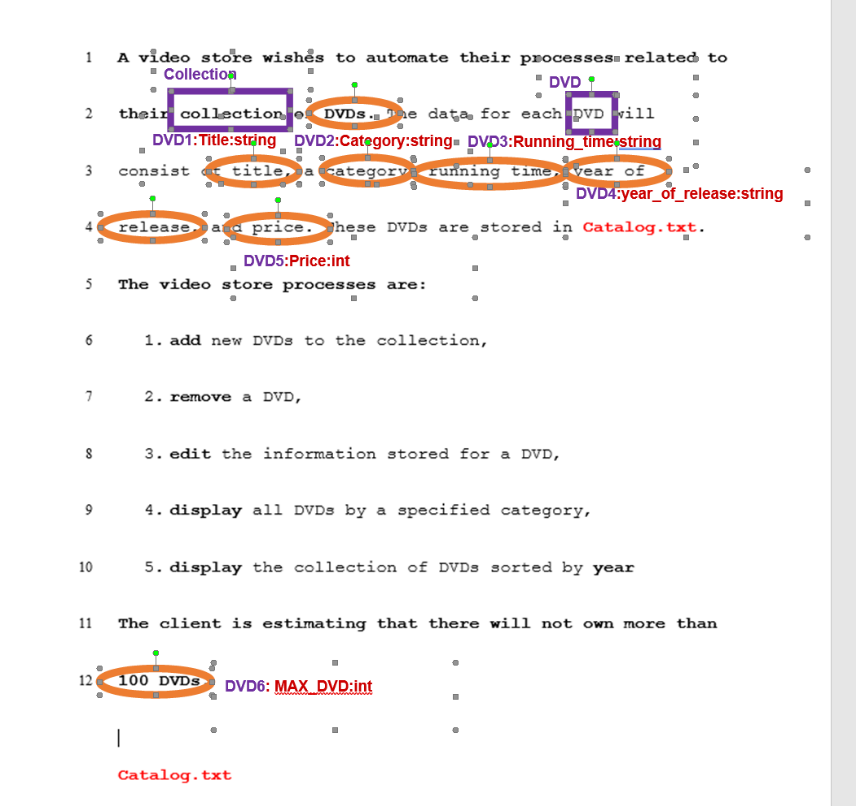 1 A video store wishes to automate their processes related to
Collection DVD
2 their collection of DVDs. The data for each DVD will
DVD1:Title:string DVD2:Category:string DVD3:Running_time:string
3 consist of title, a category, running time, year of
DVD4:year_of_release:string
4 release, and price. These DVDs are stored in Catalog.txt.
DVD5:Price:int
5 The video store processes are:
6 1. add new DVDs to the collection,
7 2. remove a DVD,
8 3. edit the information stored for a DVD,
9 4. display all DVDs by a specified category,
10 5. display the collection of DVDs sorted by year
11 The client is estimating that there will not own more than
12 100 DVDs DVD6: MAX_DVD:int
Catalog.txt